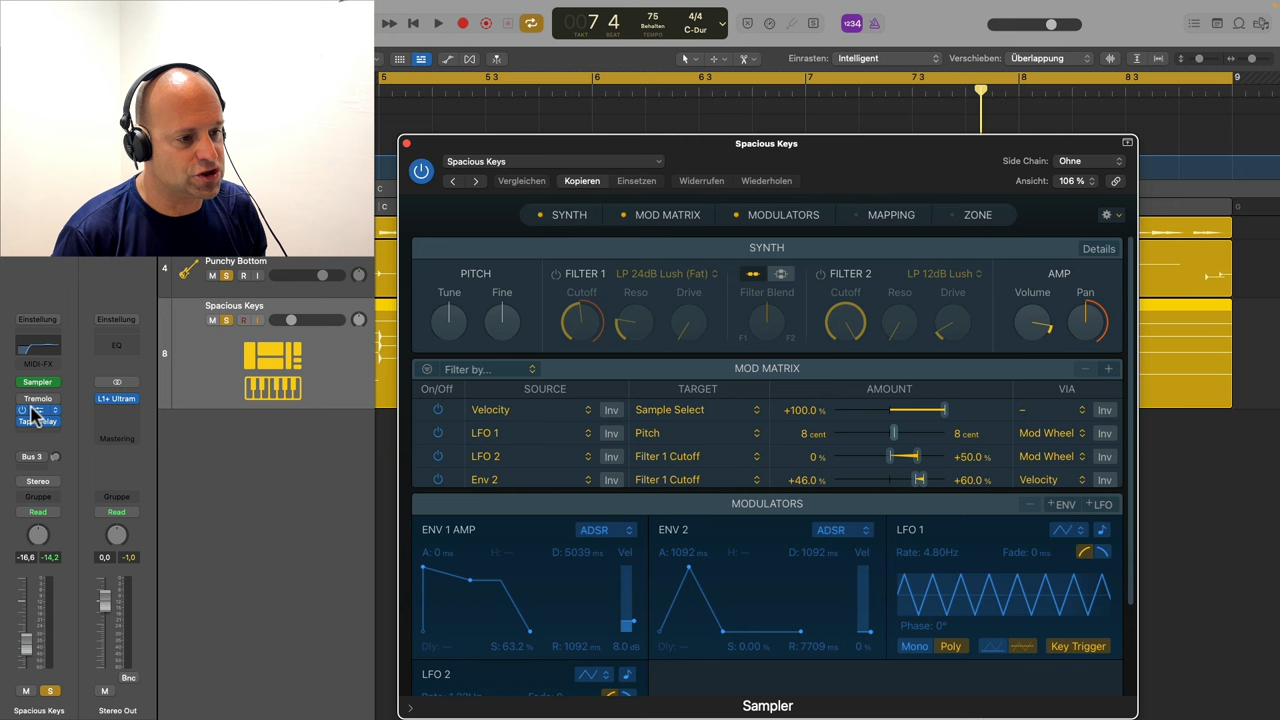 007 4
TAKT BEAT
75
Behalten
TEMPO
4/4
C-Dur
1234
Einrasten: Intelligent
Verschieben: Überlappung
5 5 3 6 6 3 7 7 3 8 8 3 9
Spacious Keys
Spacious Keys
Side Chain: Ohne
Vergleichen Kopieren Einsetzen Widerrufen Wiederholen
Ansicht: 106 %
SYNTH MOD MATRIX MODULATORS MAPPING ZONE
SYNTH
Details
PITCH FILTER 1 LP 24dB Lush (Fat) FILTER 2 LP 12dB Lush AMP
Tune Fine Cutoff Reso Drive Filter Blend Cutoff Reso Drive Volume Pan
F1 F2
Filter by... MOD MATRIX
On/Off SOURCE TARGET AMOUNT VIA
Velocity Inv Sample Select +100.0 % – Inv
LFO 1 Inv Pitch 8 cent 8 cent Mod Wheel Inv
LFO 2 Inv Filter 1 Cutoff 0 % +50.0 % Mod Wheel Inv
Env 2 Inv Filter 1 Cutoff +46.0 % +60.0 % Velocity Inv
MODULATORS
+ENV +LFO
ENV 1 AMP ADSR
A: 0 ms H: — D: 5039 ms Vel
Dly: — S: 63.2 % R: 1092 ms 8.0 dB
ENV 2 ADSR
A: 1092 ms H: — D: 1092 ms Vel
Dly: — S: 0.00 % R: 7709 ms 0 %
LFO 1
Rate: 4.80Hz Fade: 0 ms
Phase: 0°
Mono Poly Key Trigger
LFO 2
Sampler
4
Punchy Bottom
M S R I
8
Spacious Keys
M S R I
C
C
G
Einstellung Einstellung
EQ
MIDI-FX
Sampler
Tremolo L1+ Ultram
Mastering
Bus 3
Stereo
Gruppe Gruppe
Read Read
-16,6 -14,2 0,0 -1,0
Bnc
M S M
Spacious Keys Stereo Out